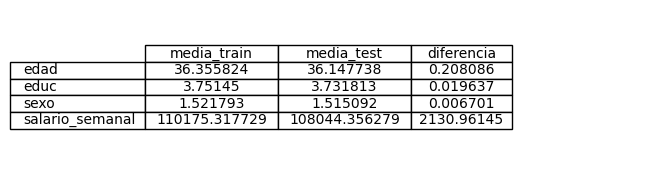 media_train media_test diferencia
edad 36.355824 36.147738 0.208086
educ 3.75145 3.731813 0.019637
sexo 1.521793 1.515092 0.006701
salario_semanal 110175.317729 108044.356279 2130.96145